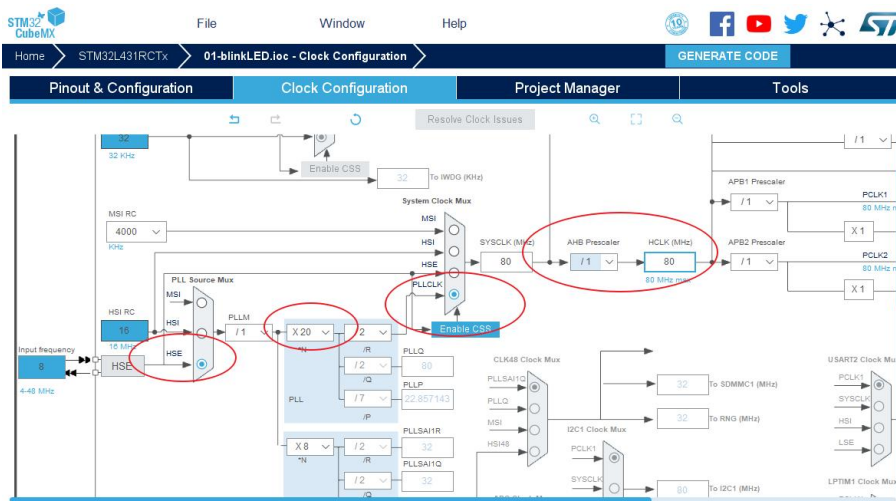 STM32
CubeMX
File
Window
Help
10
Home
STM32L431RCTx
01-blinkLED.ioc - Clock Configuration
GENERATE CODE
Pinout & Configuration
Clock Configuration
Project Manager
Tools
Resolve Clock Issues
32
32 KHz
Enable CSS
32
To IWDG (KHz)
/ 1
System Clock Mux
APB1 Prescaler
/ 1
PCLK1
80 MHz
X 1
MSI RC
4000
KHz
MSI
HSI
HSE
PLLCLK
SYSCLK (MHz)
80
AHB Prescaler
/ 1
HCLK (MHz)
80
80 MHz max
APB2 Prescaler
/ 1
PCLK2
80 MHz
X 1
Enable CSS
PLL Source Mux
MSI
HSI
HSE
HSI RC
16
16 MHz
Input frequency
8
4-48 MHz
HSE
PLLM
/ 1
X 20
*N
/ 2
/R
PLLQ
/ 2
80
/Q
PLLP
PLL
/ 7
22.857143
/P
PLLSAI1R
X 8
/ 2
32
*N
/R
PLLSAI1Q
/ 2
32
/Q
CLK48 Clock Mux
PLLSAI1Q
PLLQ
MSI
HSI48
32
To SDMMC1 (MHz)
32
To RNG (MHz)
I2C1 Clock Mux
PCLK1
SYSCLK
80
To I2C1 (MHz)
USART2 Clock Mu
PCLK1
SYSCLK
HSI
LSE
LPTIM1 Clock Mux